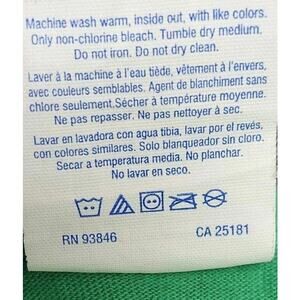 Machine wash warm, inside out, with like colors.
Only non-chlorine bleach. Tumble dry medium.
Do not iron. Do not dry clean.
Laver à la machine à l'eau tiède, vêtement à l'envers,
avec couleurs semblables. Agent de blanchiment sans
chlore seulement.Sécher à température moyenne.
Ne pas repasser. Ne pas nettoyer à sec.
Lavar en lavadora con agua tibia, lavar por el revés,
con colores similares. Solo blanqueador sin cloro.
Secar a temperatura media. No planchar.
No lavar en seco.
RN 93846 CA 25181